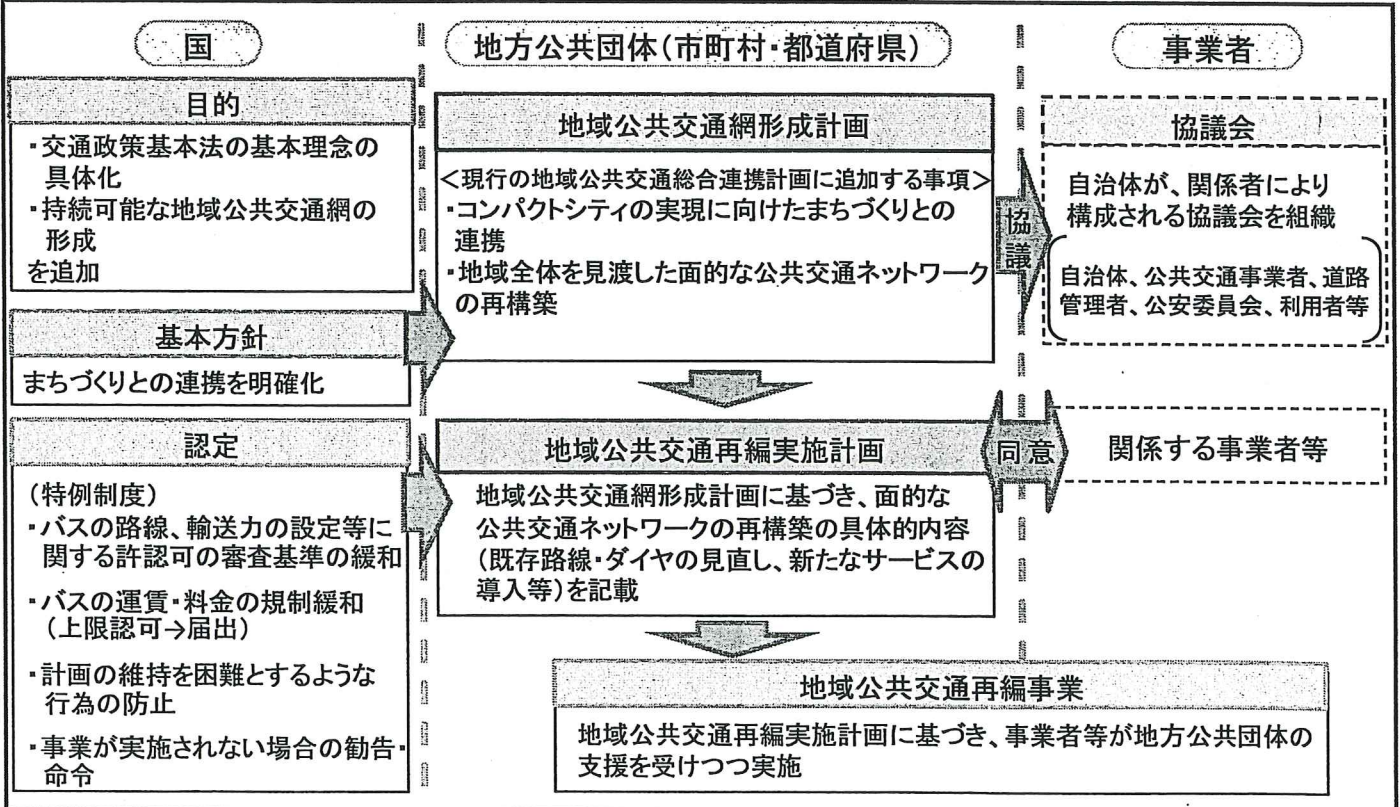 国
目的
・交通政策基本法の基本理念の
具体化
・持続可能な地域公共交通網の
形成
を追加
基本方針
まちづくりとの連携を明確化
認定
(特例制度)
・バスの路線、輸送力の設定等に
関する許認可の審査基準の緩和
・バスの運賃・料金の規制緩和
(上限認可→届出)
・計画の維持を困難とするような
行為の防止
・事業が実施されない場合の勧告・
命令
地方公共団体(市町村・都道府県)
地域公共交通網形成計画
<現行の地域公共交通総合連携計画に追加する事項>
・コンパクトシティの実現に向けたまちづくりとの
連携
・地域全体を見渡した面的な公共交通ネットワーク
の再構築
地域公共交通再編実施計画
地域公共交通網形成計画に基づき、面的な
公共交通ネットワークの再構築の具体的内容
(既存路線・ダイヤの見直し、新たなサービスの
導入等)を記載
協議
同意
事業者
協議会
自治体が、関係者により
構成される協議会を組織
自治体、公共交通事業者、道路
管理者、公安委員会、利用者等
関係する事業者等
地域公共交通再編事業
地域公共交通再編実施計画に基づき、事業者等が地方公共団体の
支援を受けつつ実施